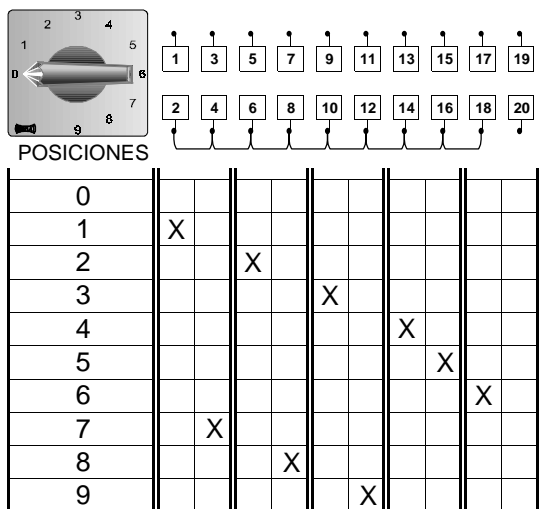 3
2 4
1 5
0 6
7
8
9
1 3 5 7 9 11 13 15 17 19
2 4 6 8 10 12 14 16 18 20
POSICIONES
0
1 X
2 X
3 X
4 X
5 X
6 X
7 X
8 X
9 X